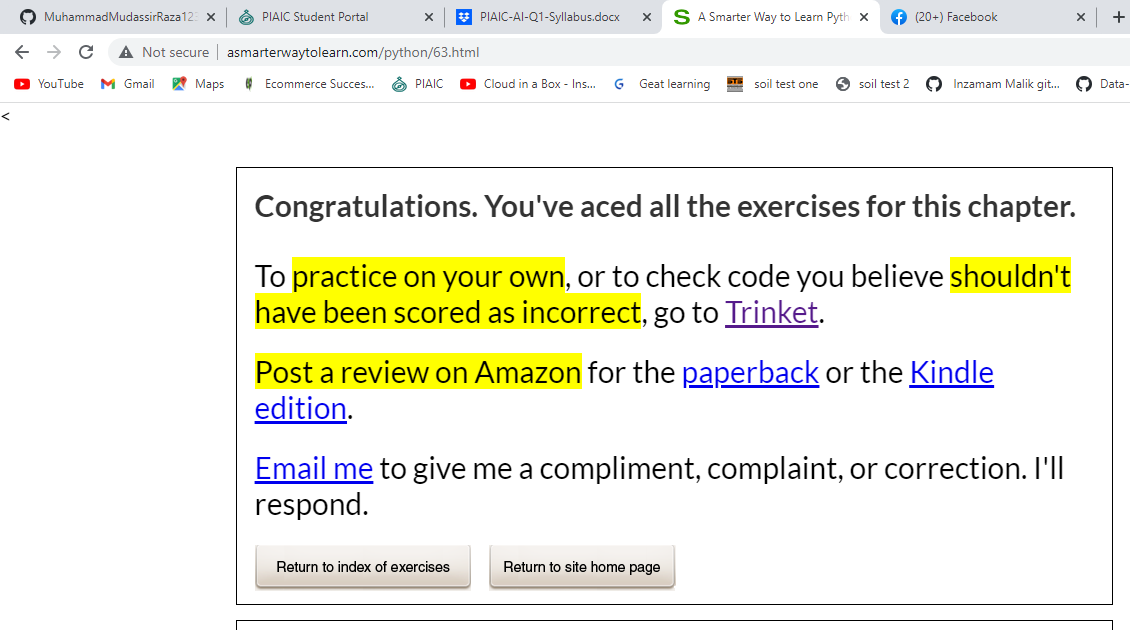 MuhammadMudassirRaza12
PIAIC Student Portal
PIAIC-AI-Q1-Syllabus.docx
A Smarter Way to Learn Pyth
(20+) Facebook
Not secure | asmarterwaytolearn.com/python/63.html
YouTube
Gmail
Maps
Ecommerce Succes...
PIAIC
Cloud in a Box - Ins...
Geat learning
soil test one
soil test 2
Inzamam Malik git...
Data-
<
Congratulations. You've aced all the exercises for this chapter.
To practice on your own, or to check code you believe shouldn't
have been scored as incorrect, go to Trinket.
Post a review on Amazon for the paperback or the Kindle
edition.
Email me to give me a compliment, complaint, or correction. I'll
respond.
Return to index of exercises
Return to site home page